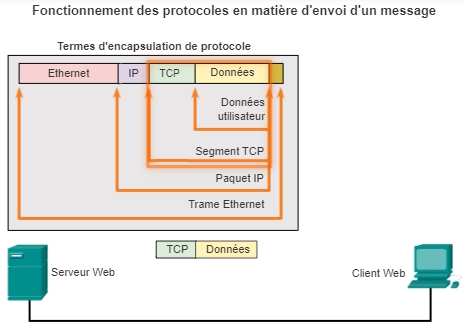 Fonctionnement des protocoles en matière d'envoi d'un message
Termes d'encapsulation de protocole
Ethernet IP TCP Données
Données
utilisateur
Segment TCP
Paquet IP
Trame Ethernet
TCP Données
Serveur Web Client Web